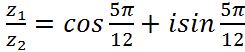 z₁/z₂ = cos 5π/12 + isin 5π/12